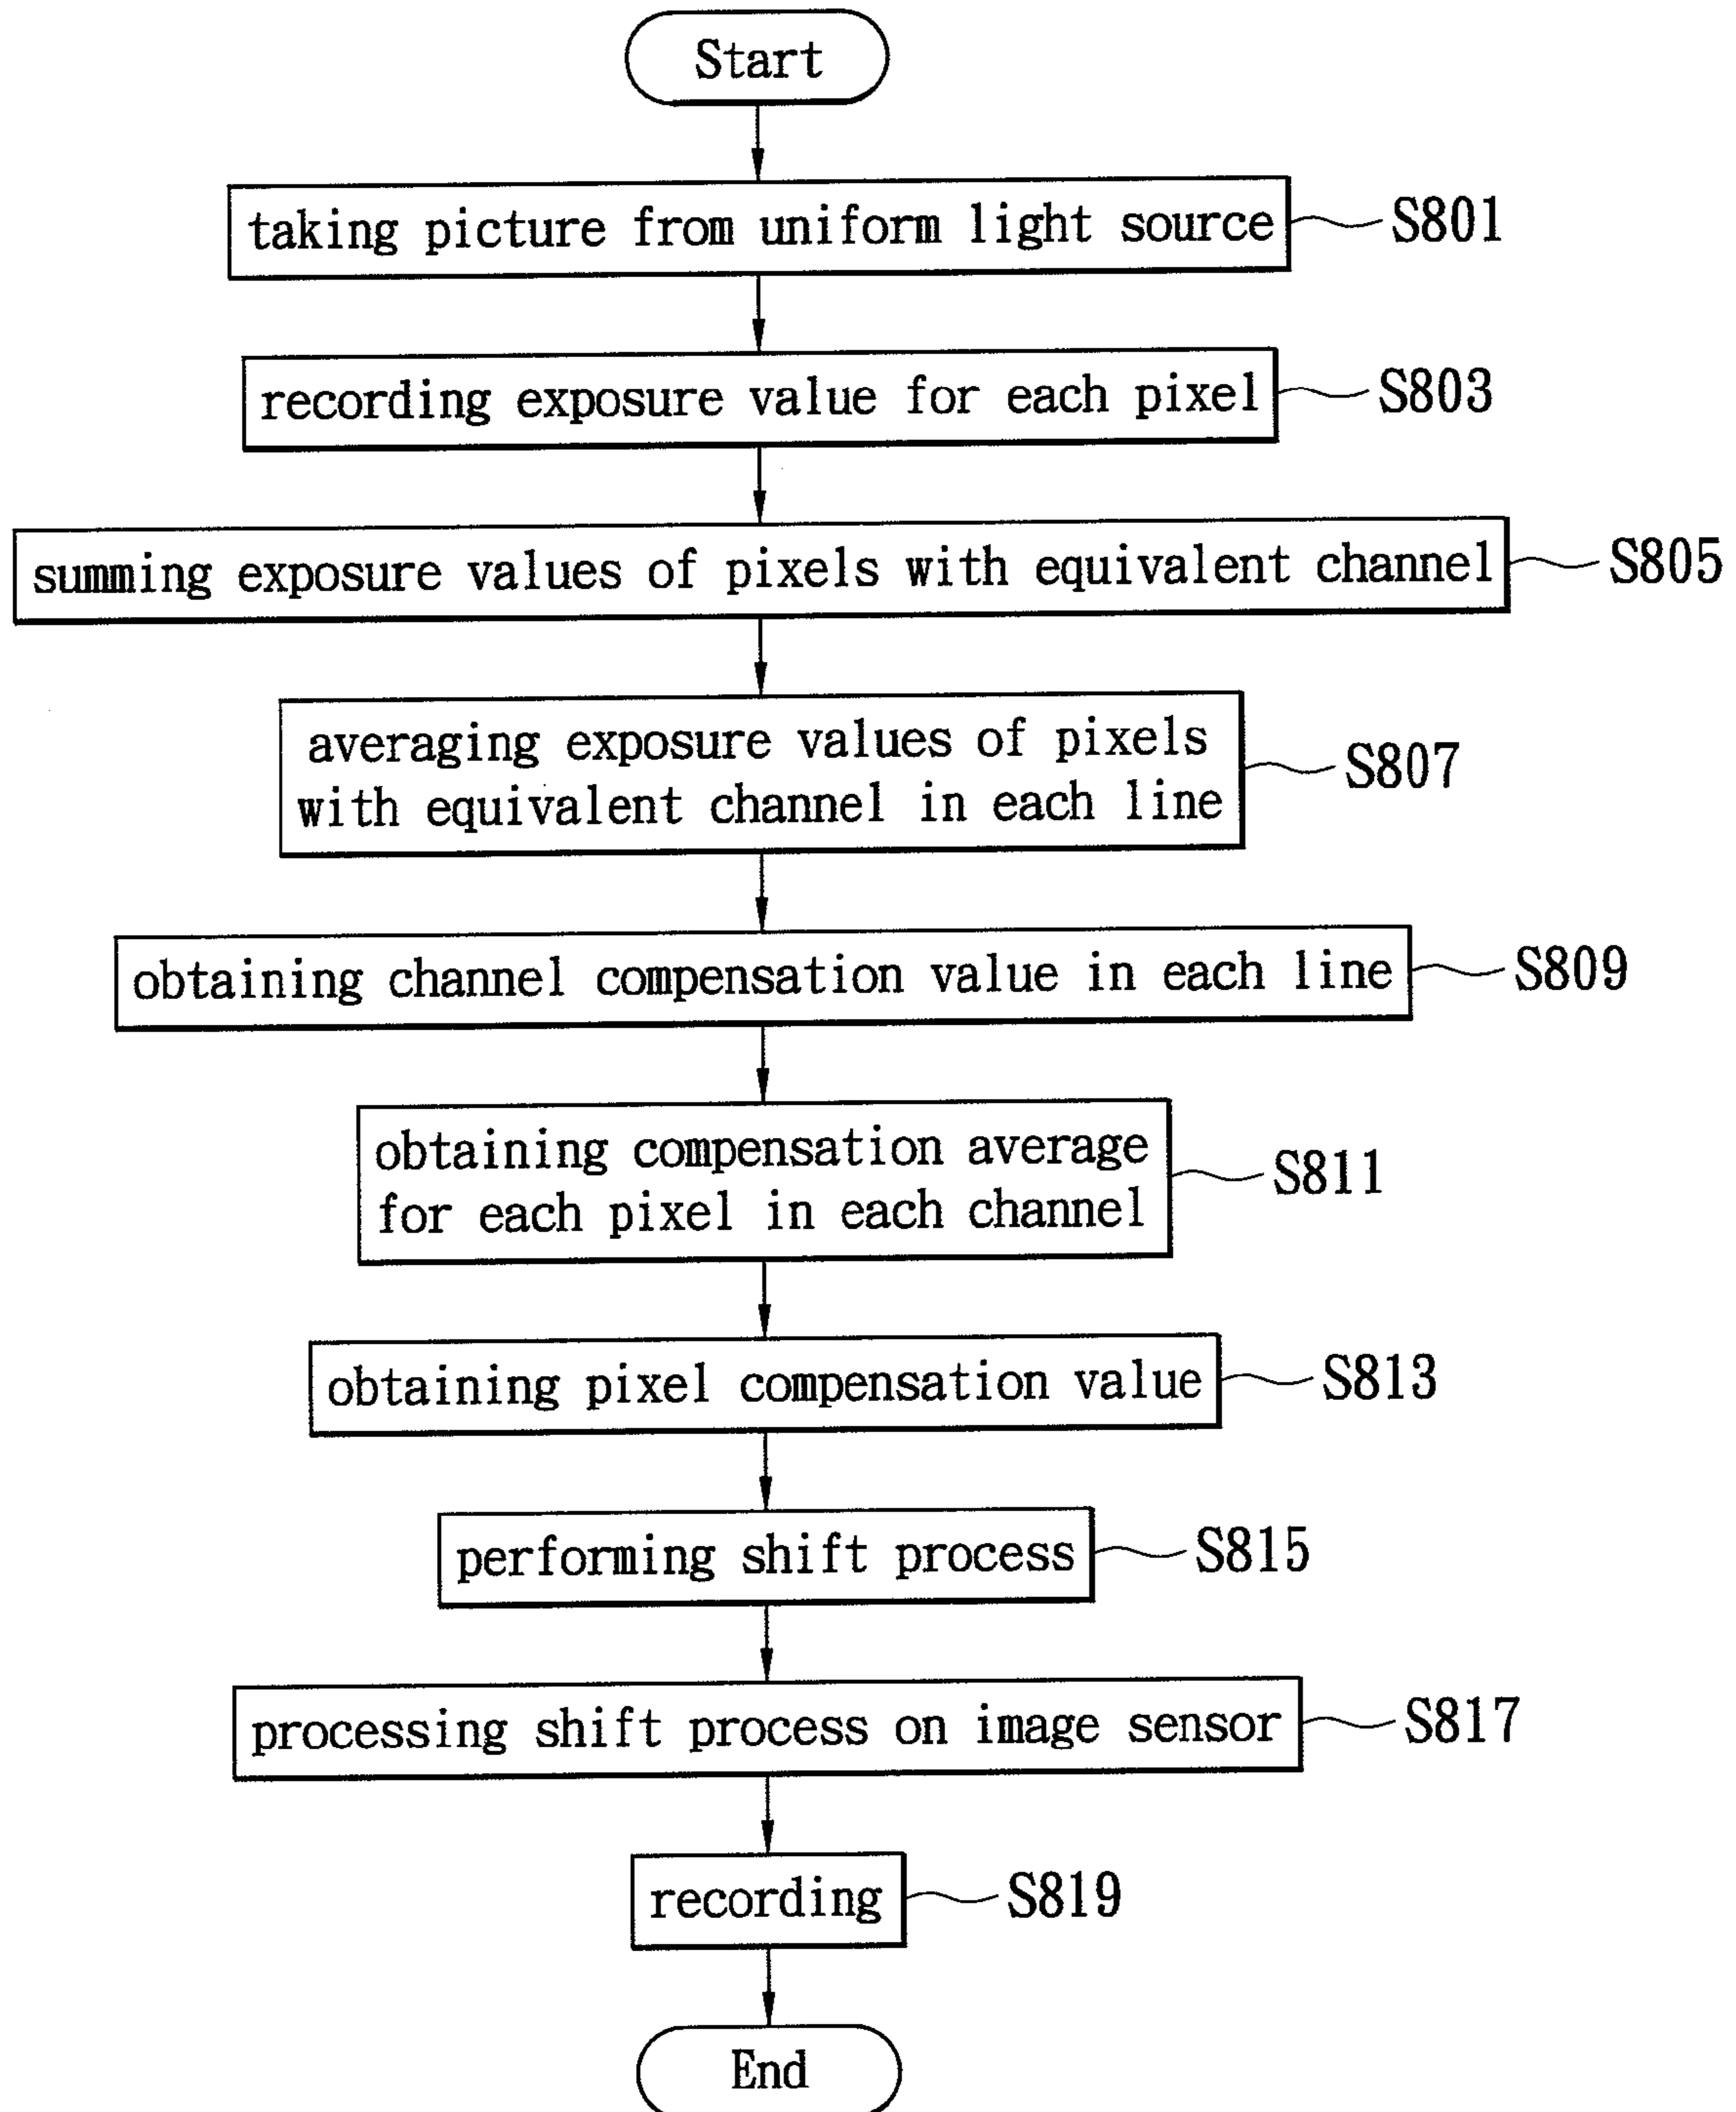 Start
taking picture from uniform light source
S801
recording exposure value for each pixel
S803
summing exposure values of pixels with equivalent channel
S805
averaging exposure values of pixels
with equivalent channel in each line
S807
obtaining channel compensation value in each line
S809
obtaining compensation average
for each pixel in each channel
S811
obtaining pixel compensation value
S813
performing shift process
S815
processing shift process on image sensor
S817
recording
S819
End